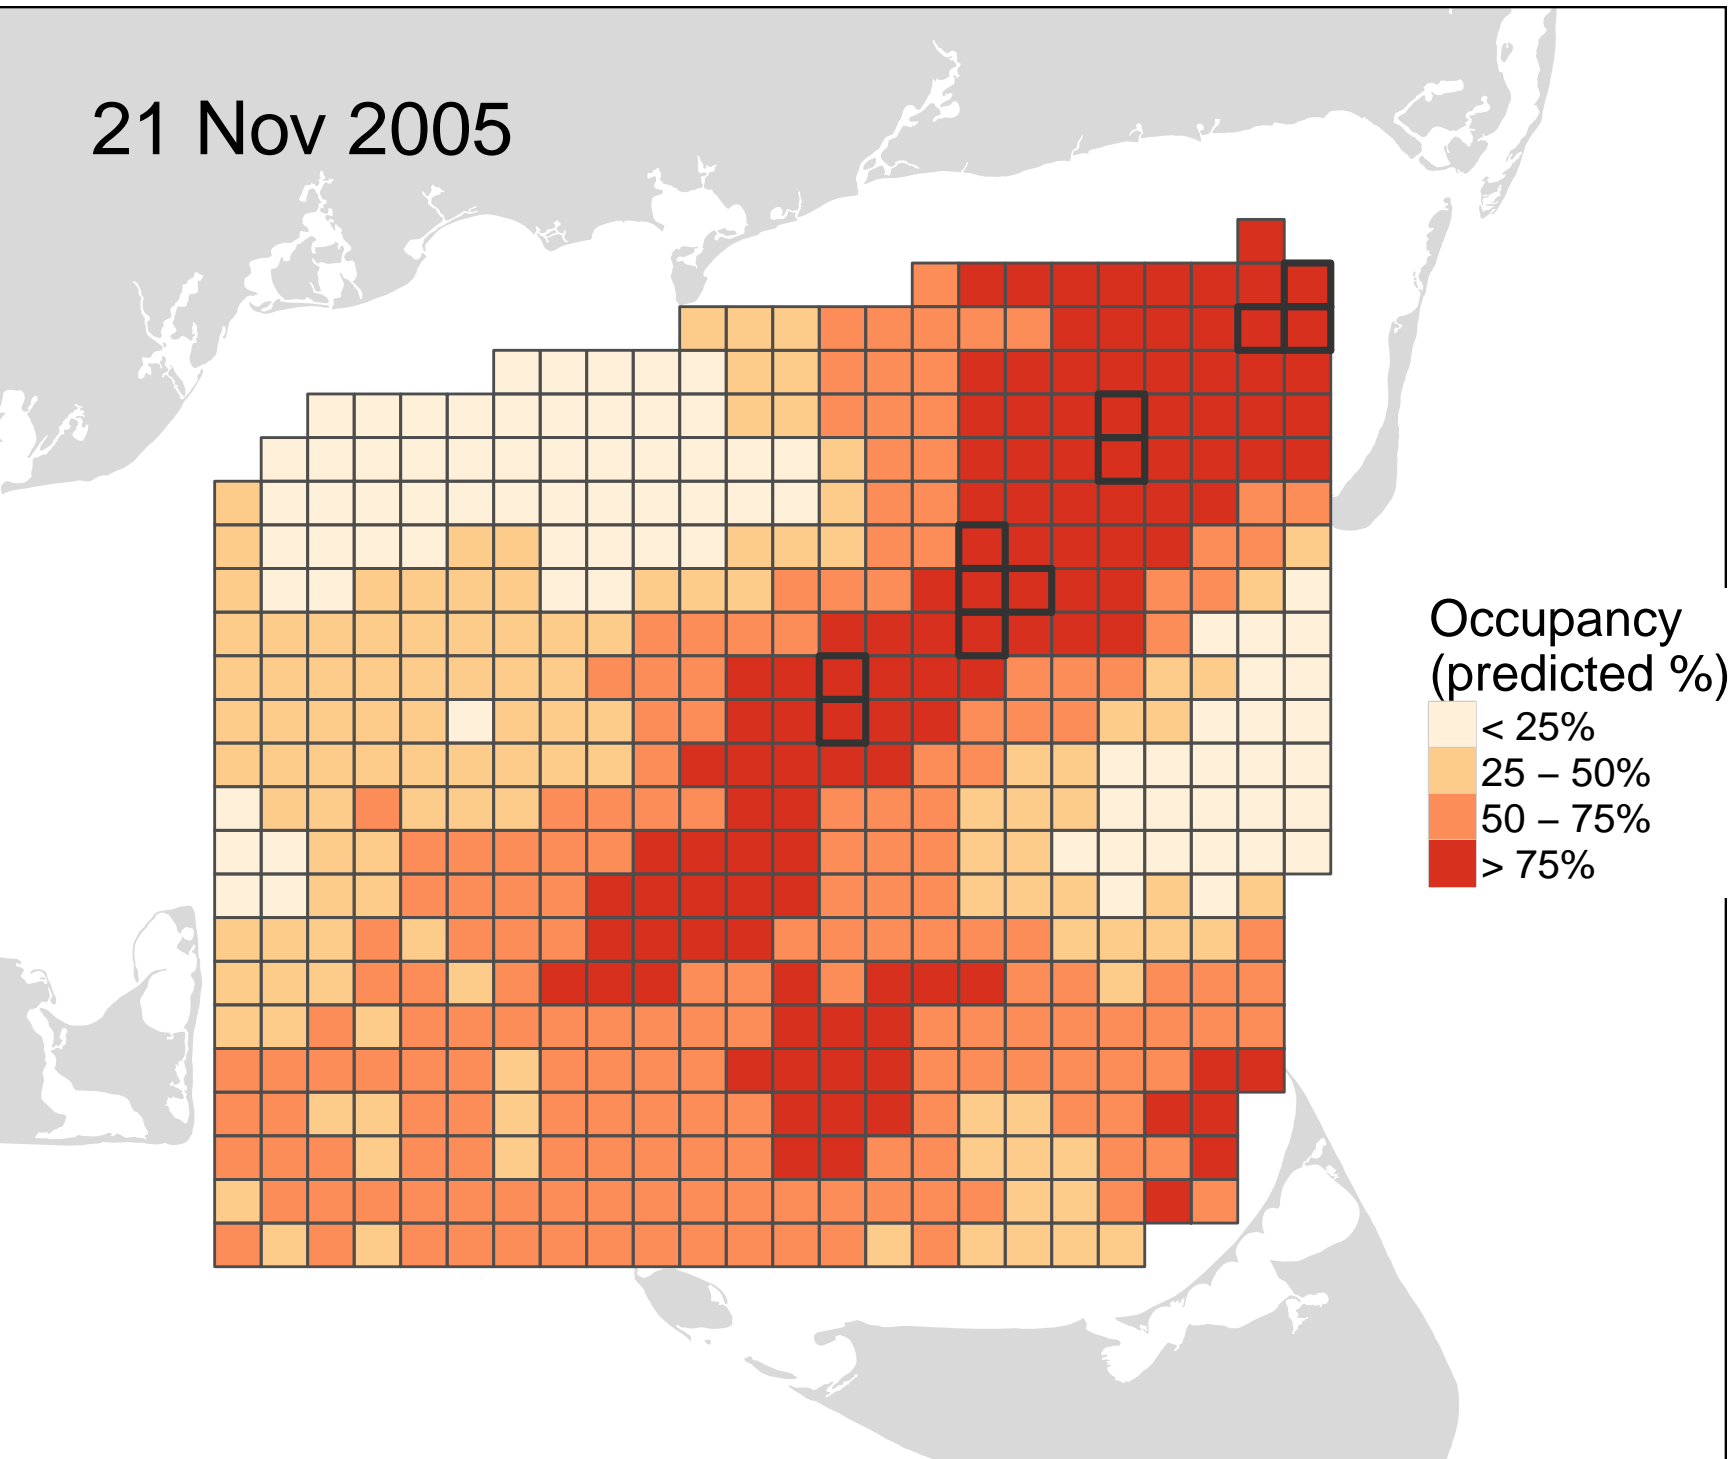 21 Nov 2005
Occupancy
(predicted %)
< 25%
25 – 50%
50 – 75%
> 75%